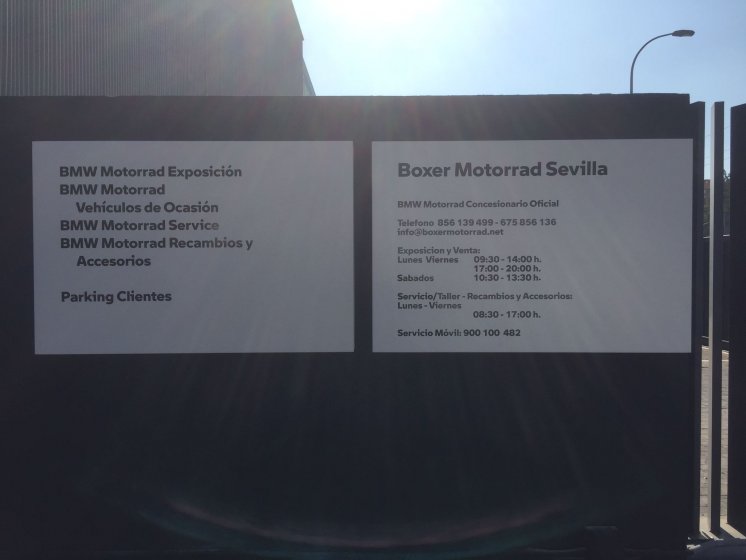 BMW Motorrad Exposición
BMW Motorrad
Vehículos de Ocasión
BMW Motorrad Service
BMW Motorrad Recambios y
Accesorios
Parking Clientes
Boxer Motorrad Sevilla
BMW Motorrad Concesionario Oficial
Telefono 856 139 499 - 675 856 136
info@boxermotorrad.net
Exposicion y Venta:
Lunes Viernes 09:30 - 14:00 h.
17:00 - 20:00 h.
Sabados 10:30 - 13:30 h.
Servicio/Taller - Recambios y Accesorios:
Lunes - Viernes
08:30 - 17:00 h.
Servicio Móvil: 900 100 482